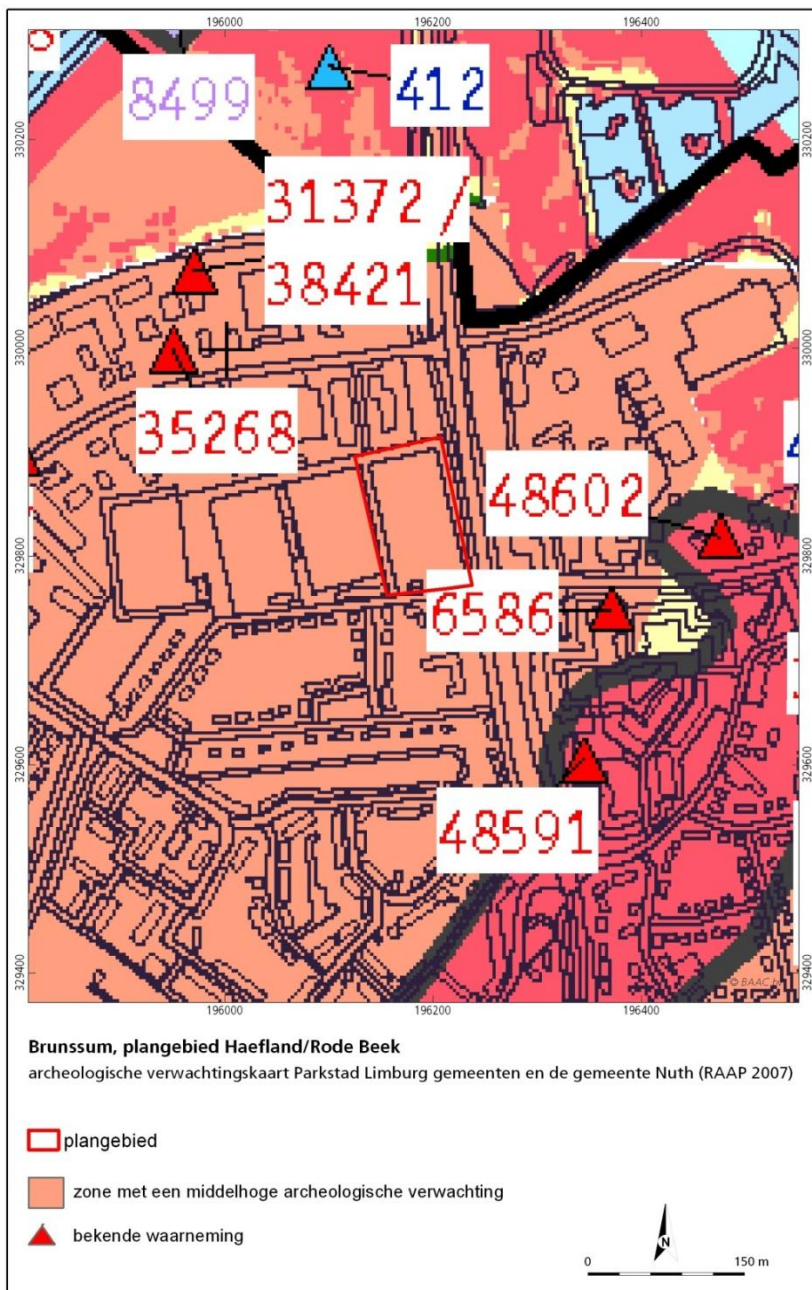 196000 196200 196400
8499
412
330200
330200
31372 /
38421
330000
330000
35268
48602
329800
329800
6586
329600
329600
48591
329400
329400
© BAAC bv
196000 196200 196400
Brunssum, plangebied Haefland/Rode Beek
archeologische verwachtingskaart Parkstad Limburg gemeenten en de gemeente Nuth (RAAP 2007)
plangebied
zone met een middelhoge archeologische verwachting
bekende waarneming
N
0 150 m